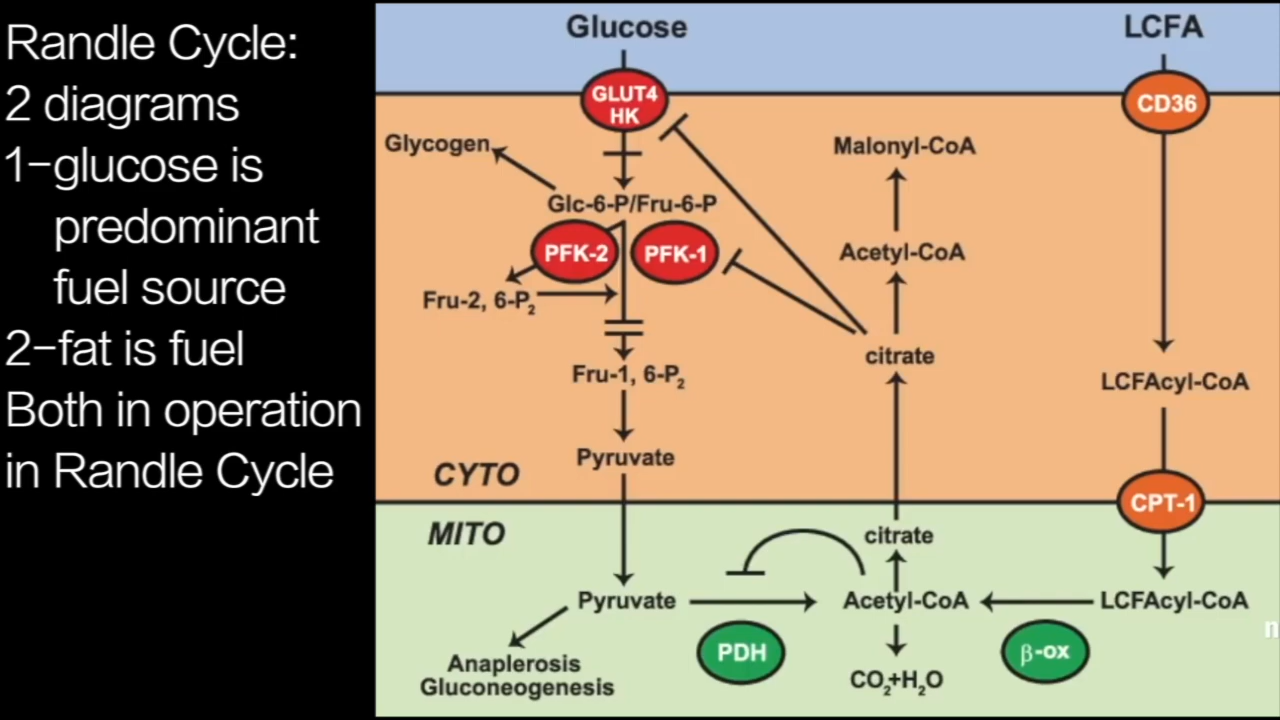 Randle Cycle:
2 diagrams
1-glucose is
predominant
fuel source
2-fat is fuel
Both in operation
in Randle Cycle
Glucose
LCFA
GLUT4
HK
CD36
Glycogen
Malonyl-CoA
Glc-6-P/Fru-6-P
PFK-2
PFK-1
Acetyl-CoA
Fru-2, 6-P₂
citrate
Fru-1, 6-P₂
LCFAcyl-CoA
Pyruvate
CYTO
CPT-1
MITO
citrate
Pyruvate
Acetyl-CoA
LCFAcyl-CoA
PDH
β-ox
Anaplerosis
Gluconeogenesis
CO₂+H₂O
n